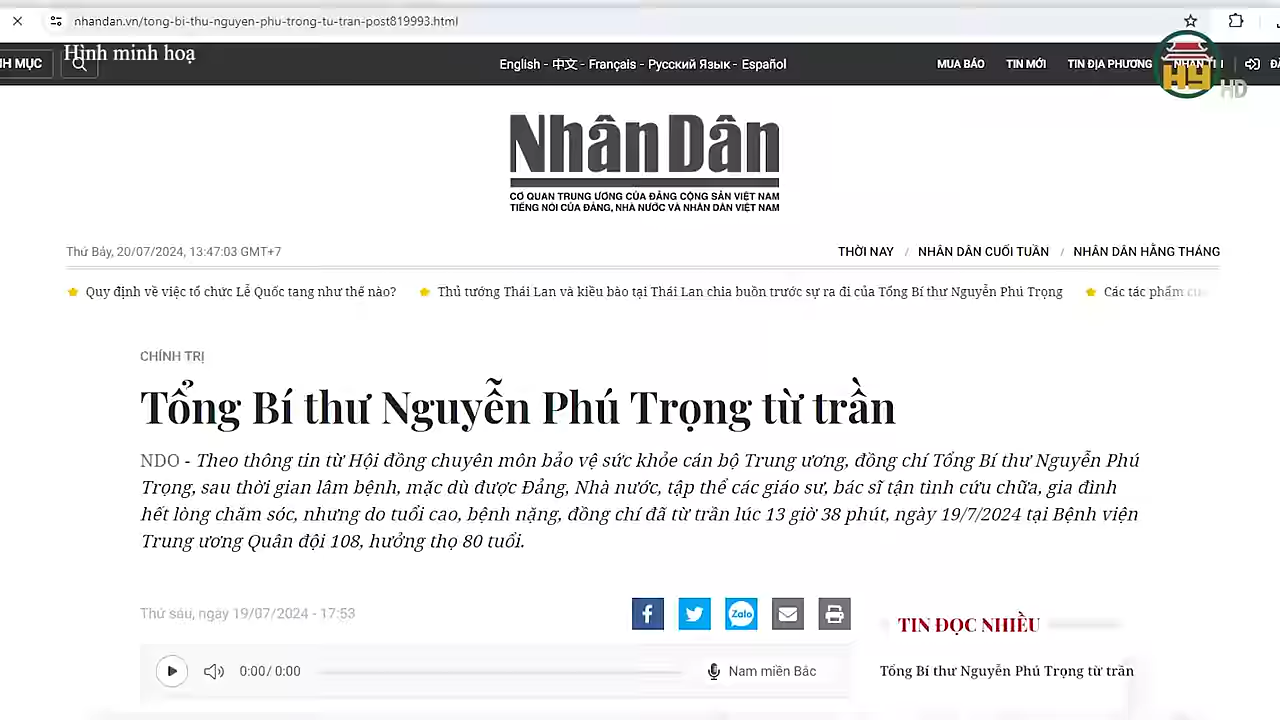 nhandan.vn/tong-bi-thu-nguyen-phu-trong-tu-tran-post819993.html
Hình minh hoạ
NH MỤC
English - 中文 - Français - Русский Язык - Español
MUA BÁO
TIN MỚI
TIN ĐỊA PHƯƠNG
HY
HD
Nhân Dân
CƠ QUAN TRUNG ƯƠNG CỦA ĐẢNG CỘNG SẢN VIỆT NAM
TIẾNG NÓI CỦA ĐẢNG, NHÀ NƯỚC VÀ NHÂN DÂN VIỆT NAM
Thứ Bảy, 20/07/2024, 13:47:03 GMT+7
THỜI NAY / NHÂN DÂN CUỐI TUẦN / NHÂN DÂN HẰNG THÁNG
Quy định về việc tổ chức Lễ Quốc tang như thế nào?
Thủ tướng Thái Lan và kiều bào tại Thái Lan chia buồn trước sự ra đi của Tổng Bí thư Nguyễn Phú Trọng
Các tác phẩm
CHÍNH TRỊ
Tổng Bí thư Nguyễn Phú Trọng từ trần
NDO - Theo thông tin từ Hội đồng chuyên môn bảo vệ sức khỏe cán bộ Trung ương, đồng chí Tổng Bí thư Nguyễn Phú
Trọng, sau thời gian lâm bệnh, mặc dù được Đảng, Nhà nước, tập thể các giáo sư, bác sĩ tận tình cứu chữa, gia đình
hết lòng chăm sóc, nhưng do tuổi cao, bệnh nặng, đồng chí đã từ trần lúc 13 giờ 38 phút, ngày 19/7/2024 tại Bệnh viện
Trung ương Quân đội 108, hưởng thọ 80 tuổi.
Thứ sáu, ngày 19/07/2024 - 17:53
Zalo
TIN ĐỌC NHIỀU
0:00/ 0:00
Nam miền Bắc
Tổng Bí thư Nguyễn Phú Trọng từ trần